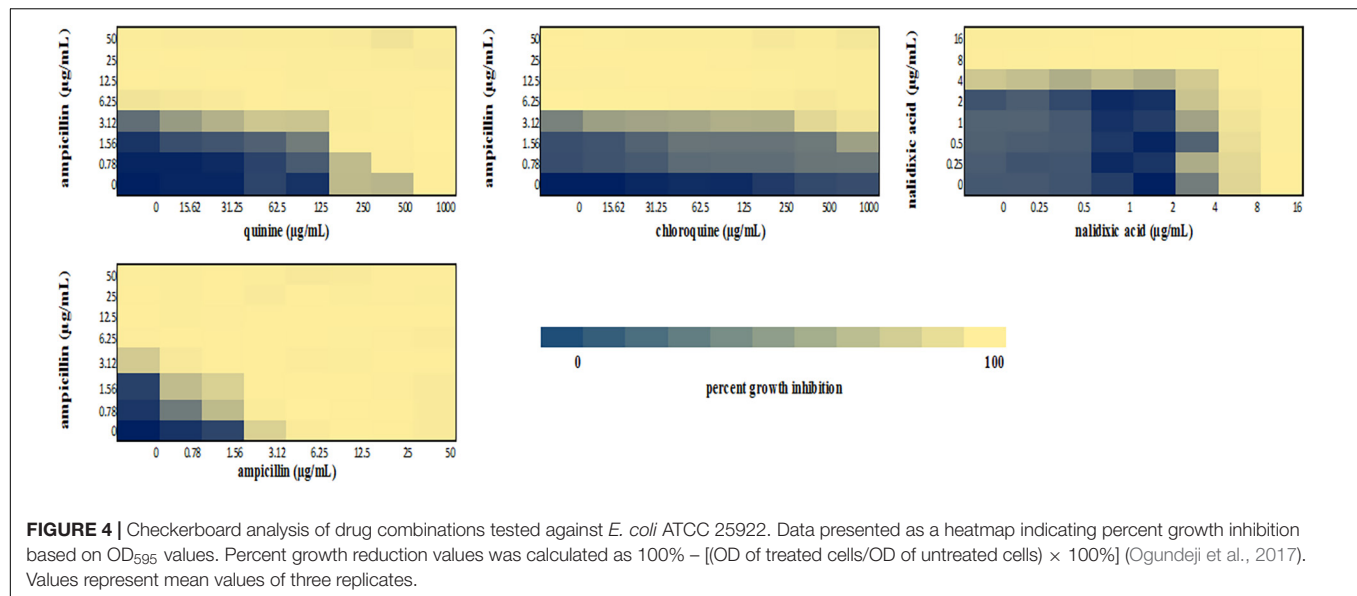 ampicillin (µg/mL)
50
25
12.5
6.25
3.12
1.56
0.78
0
0 15.62 31.25 62.5 125 250 500 1000
quinine (µg/mL)
ampicillin (µg/mL)
50
25
12.5
6.25
3.12
1.56
0.78
0
0 15.62 31.25 62.5 125 250 500 1000
chloroquine (µg/mL)
nalidixic acid (µg/mL)
16
8
4
2
1
0.5
0.25
0
0 0.25 0.5 1 2 4 8 16
nalidixic acid (µg/mL)
ampicillin (µg/mL)
50
25
12.5
6.25
3.12
1.56
0.78
0
0 0.78 1.56 3.12 6.25 12.5 25 50
ampicillin (µg/mL)
0 100
percent growth inhibition
FIGURE 4 | Checkerboard analysis of drug combinations tested against E. coli ATCC 25922. Data presented as a heatmap indicating percent growth inhibition
based on OD595 values. Percent growth reduction values was calculated as 100% – [(OD of treated cells/OD of untreated cells) × 100%] (Ogundeji et al., 2017).
Values represent mean values of three replicates.